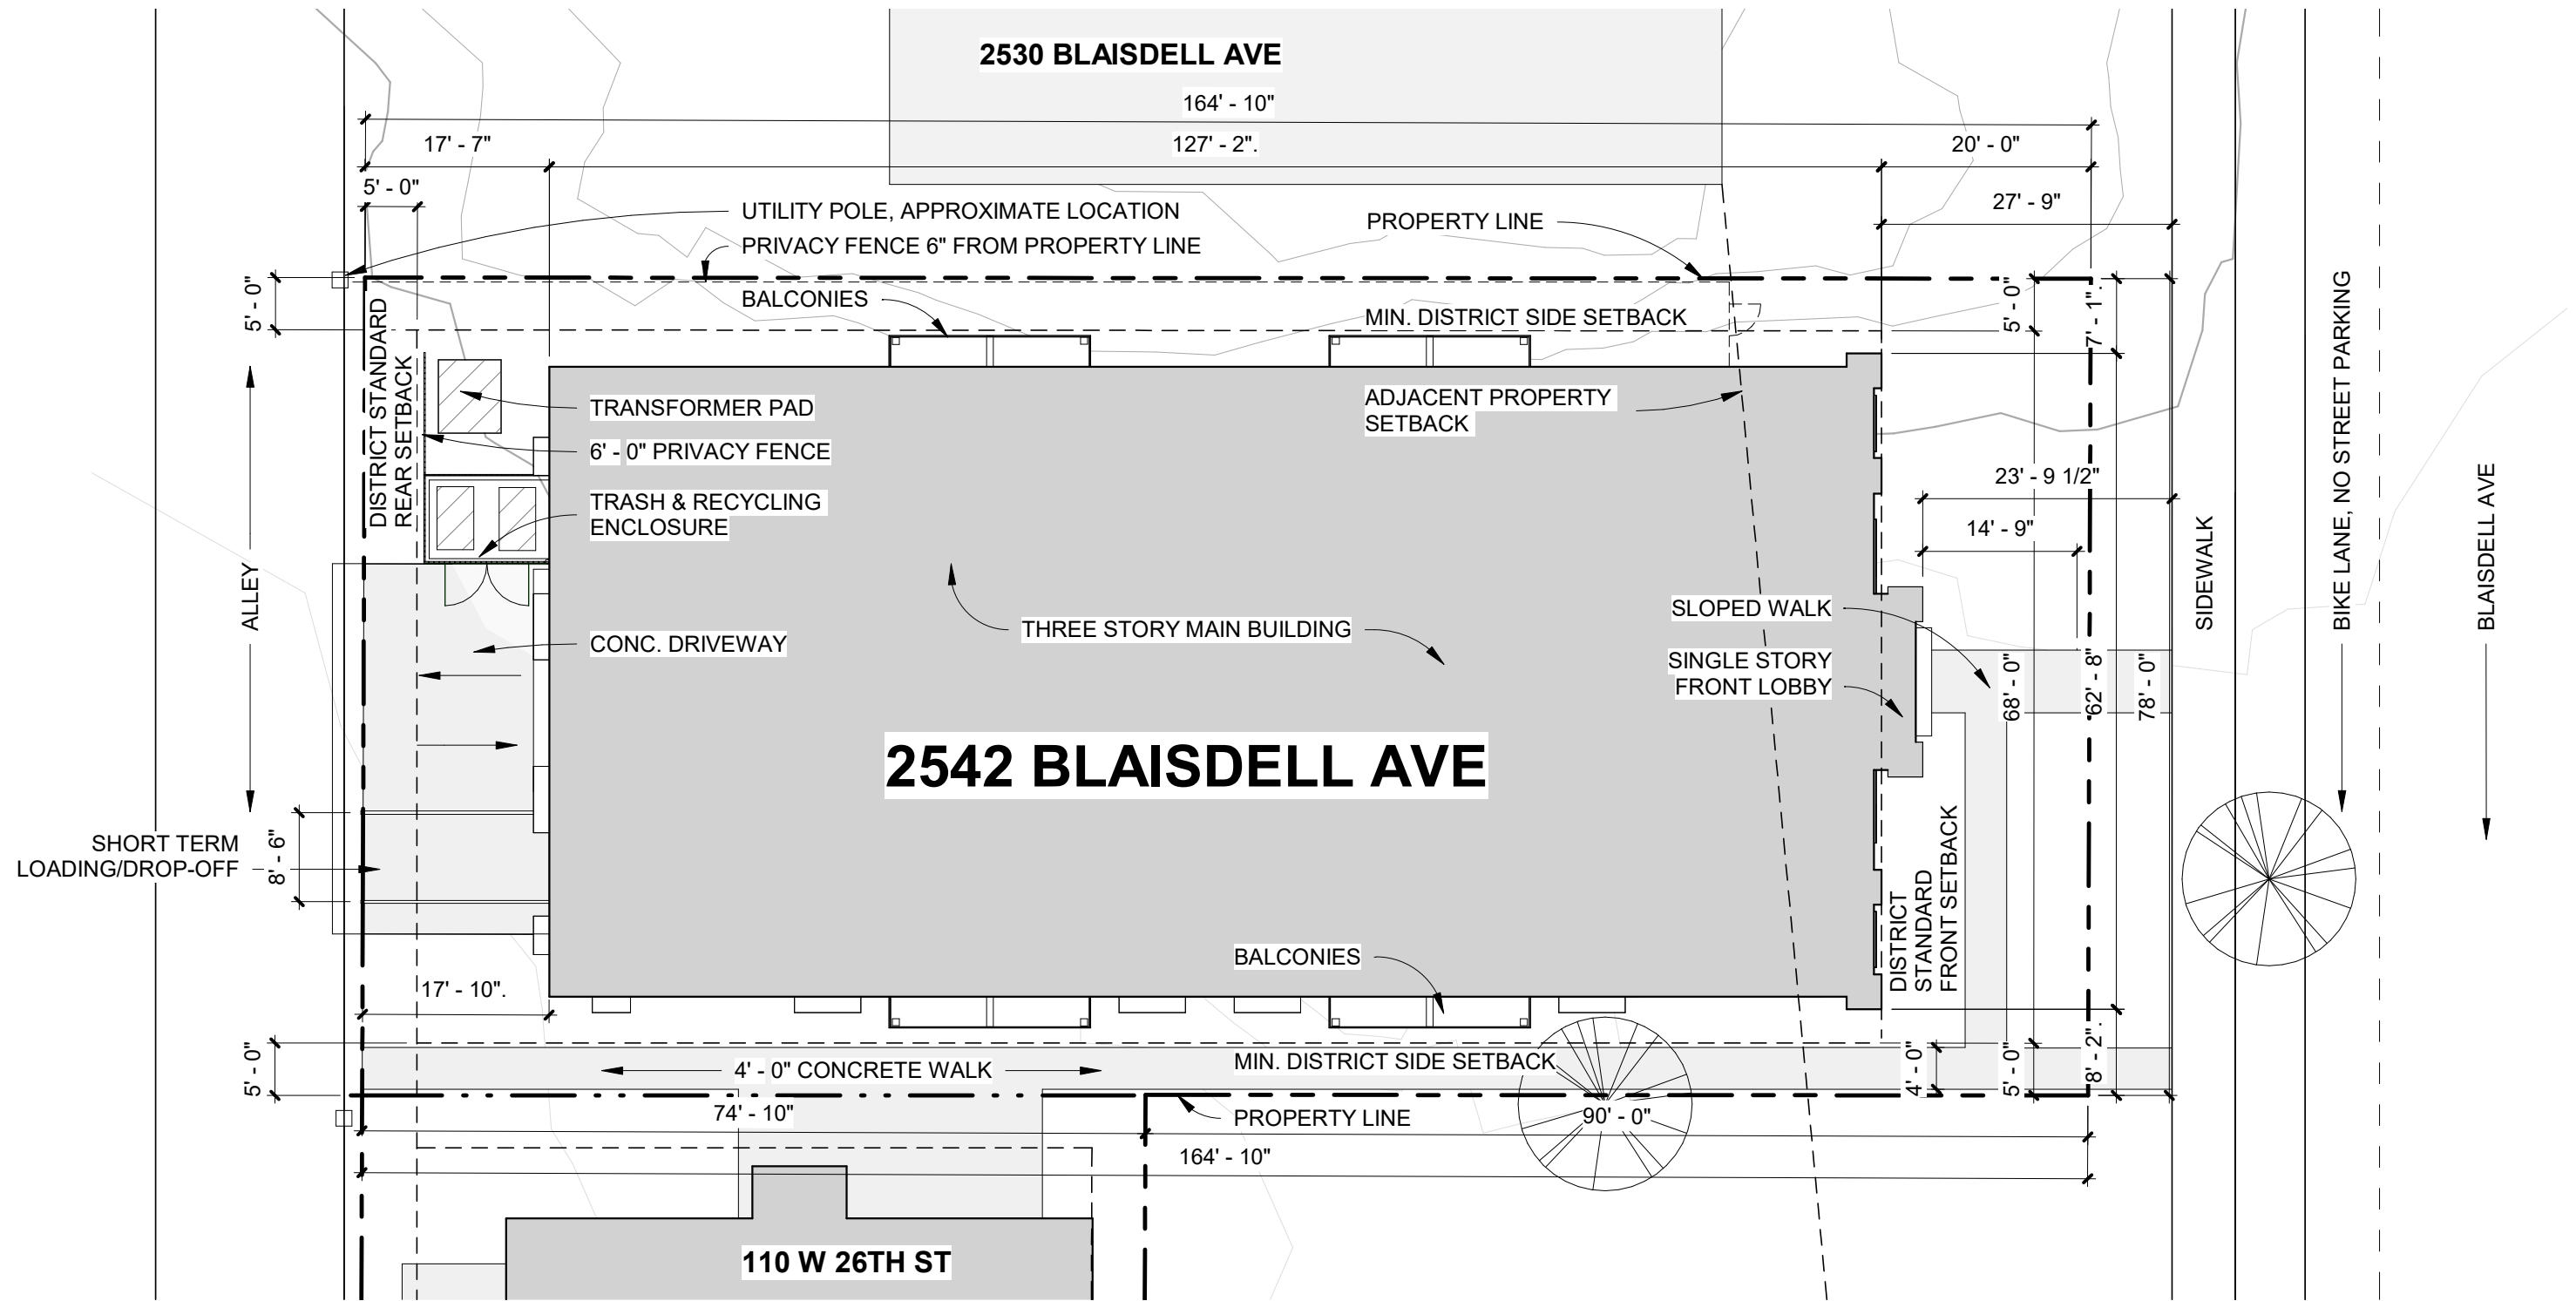 2530 BLAISDELL AVE
164' - 10"
17' - 7"
127' - 2".
20' - 0"
5' - 0"
27' - 9"
UTILITY POLE, APPROXIMATE LOCATION
PROPERTY LINE
PRIVACY FENCE 6" FROM PROPERTY LINE
5' - 0"
BALCONIES
MIN. DISTRICT SIDE SETBACK
5' - 0"
7' - 1".
DISTRICT STANDARD
REAR SETBACK
ADJACENT PROPERTY
SETBACK
TRANSFORMER PAD
6' - 0" PRIVACY FENCE
TRASH & RECYCLING
ENCLOSURE
23' - 9 1/2"
14' - 9"
ALLEY
SIDEWALK
BIKE LANE, NO STREET PARKING
BLAISDELL AVE
SLOPED WALK
THREE STORY MAIN BUILDING
CONC. DRIVEWAY
SINGLE STORY
FRONT LOBBY
68' - 0"
62' - 8"
78' - 0"
2542 BLAISDELL AVE
SHORT TERM
LOADING/DROP-OFF
8' - 6"
DISTRICT
STANDARD
FRONT SETBACK
BALCONIES
17' - 10".
5' - 0"
4' - 0" CONCRETE WALK
MIN. DISTRICT SIDE SETBACK
4' - 0"
5' - 0"
8' - 2".
74' - 10"
PROPERTY LINE
90' - 0"
164' - 10"
110 W 26TH ST